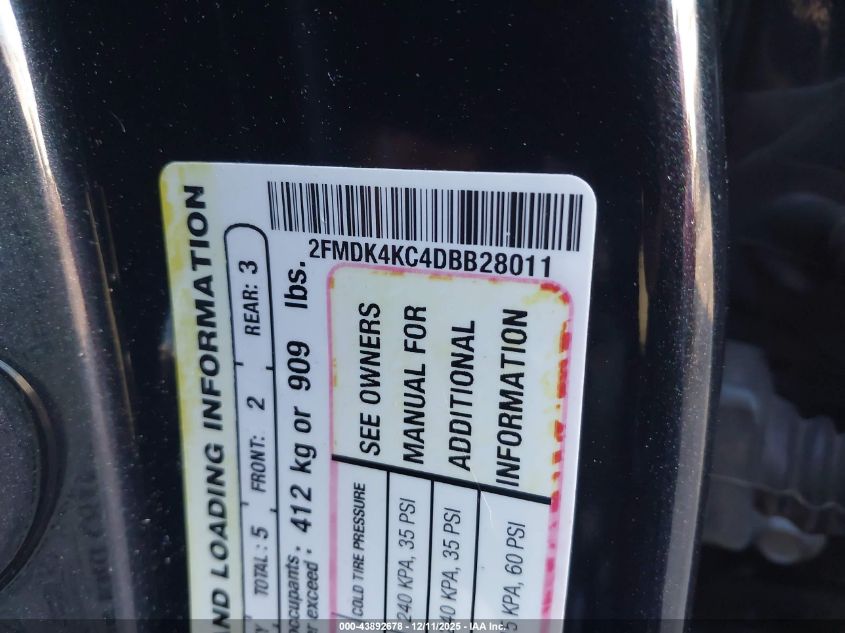 2FMDK4KC4DBB28011
AND LOADING INFORMATION
TOTAL: 5 FRONT: 2 REAR: 3
occupants
exceed : 412 kg or 909 lbs.
COLD TIRE PRESSURE
240 KPA, 35 PSI
KPA, 35 PSI
KPA, 60 PSI
SEE OWNERS
MANUAL FOR
ADDITIONAL
INFORMATION
000-43892678 - 12/11/2025 - IAA Inc.